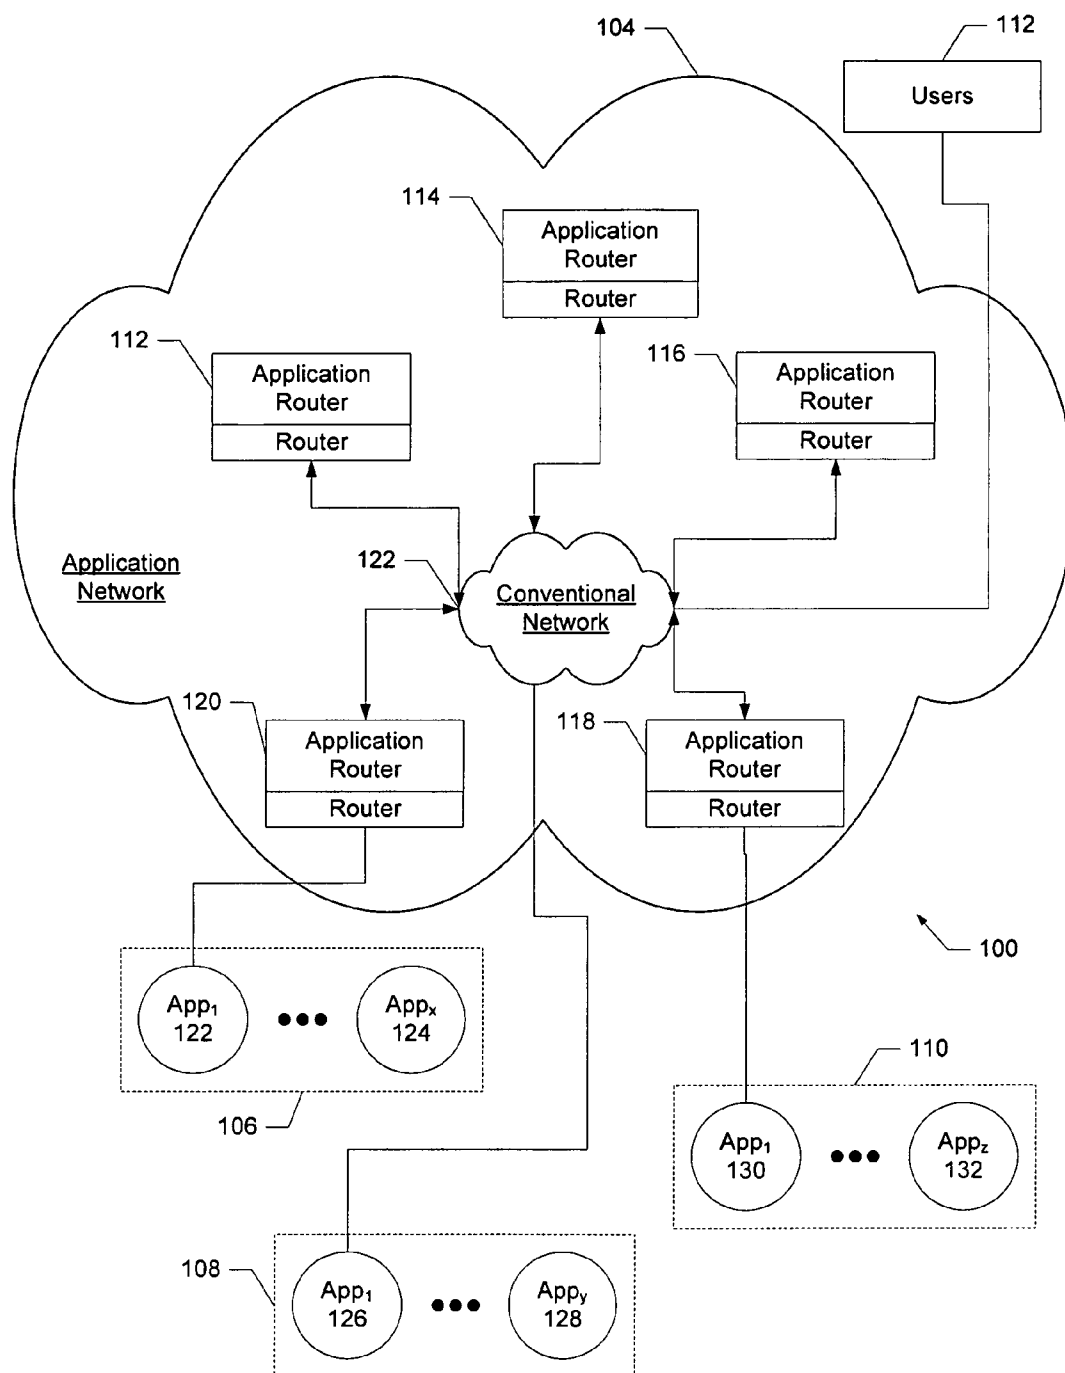 104
112
Users
114
Application
Router
Router
112
Application
Router
Router
116
Application
Router
Router
Application
Network
122
Conventional
Network
120
Application
Router
Router
118
Application
Router
Router
100
App1
122
Appx
124
106
110
App1
130
Appz
132
108
App1
126
Appy
128